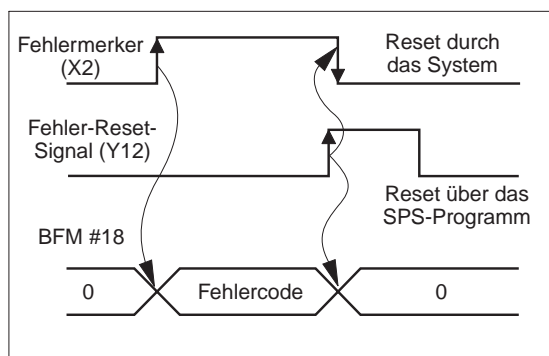 Fehlermerker
(X2)
Reset durch
das System
Fehler-Reset-
Signal (Y12)
Reset über das
SPS-Programm
BFM #18
0
Fehlercode
0